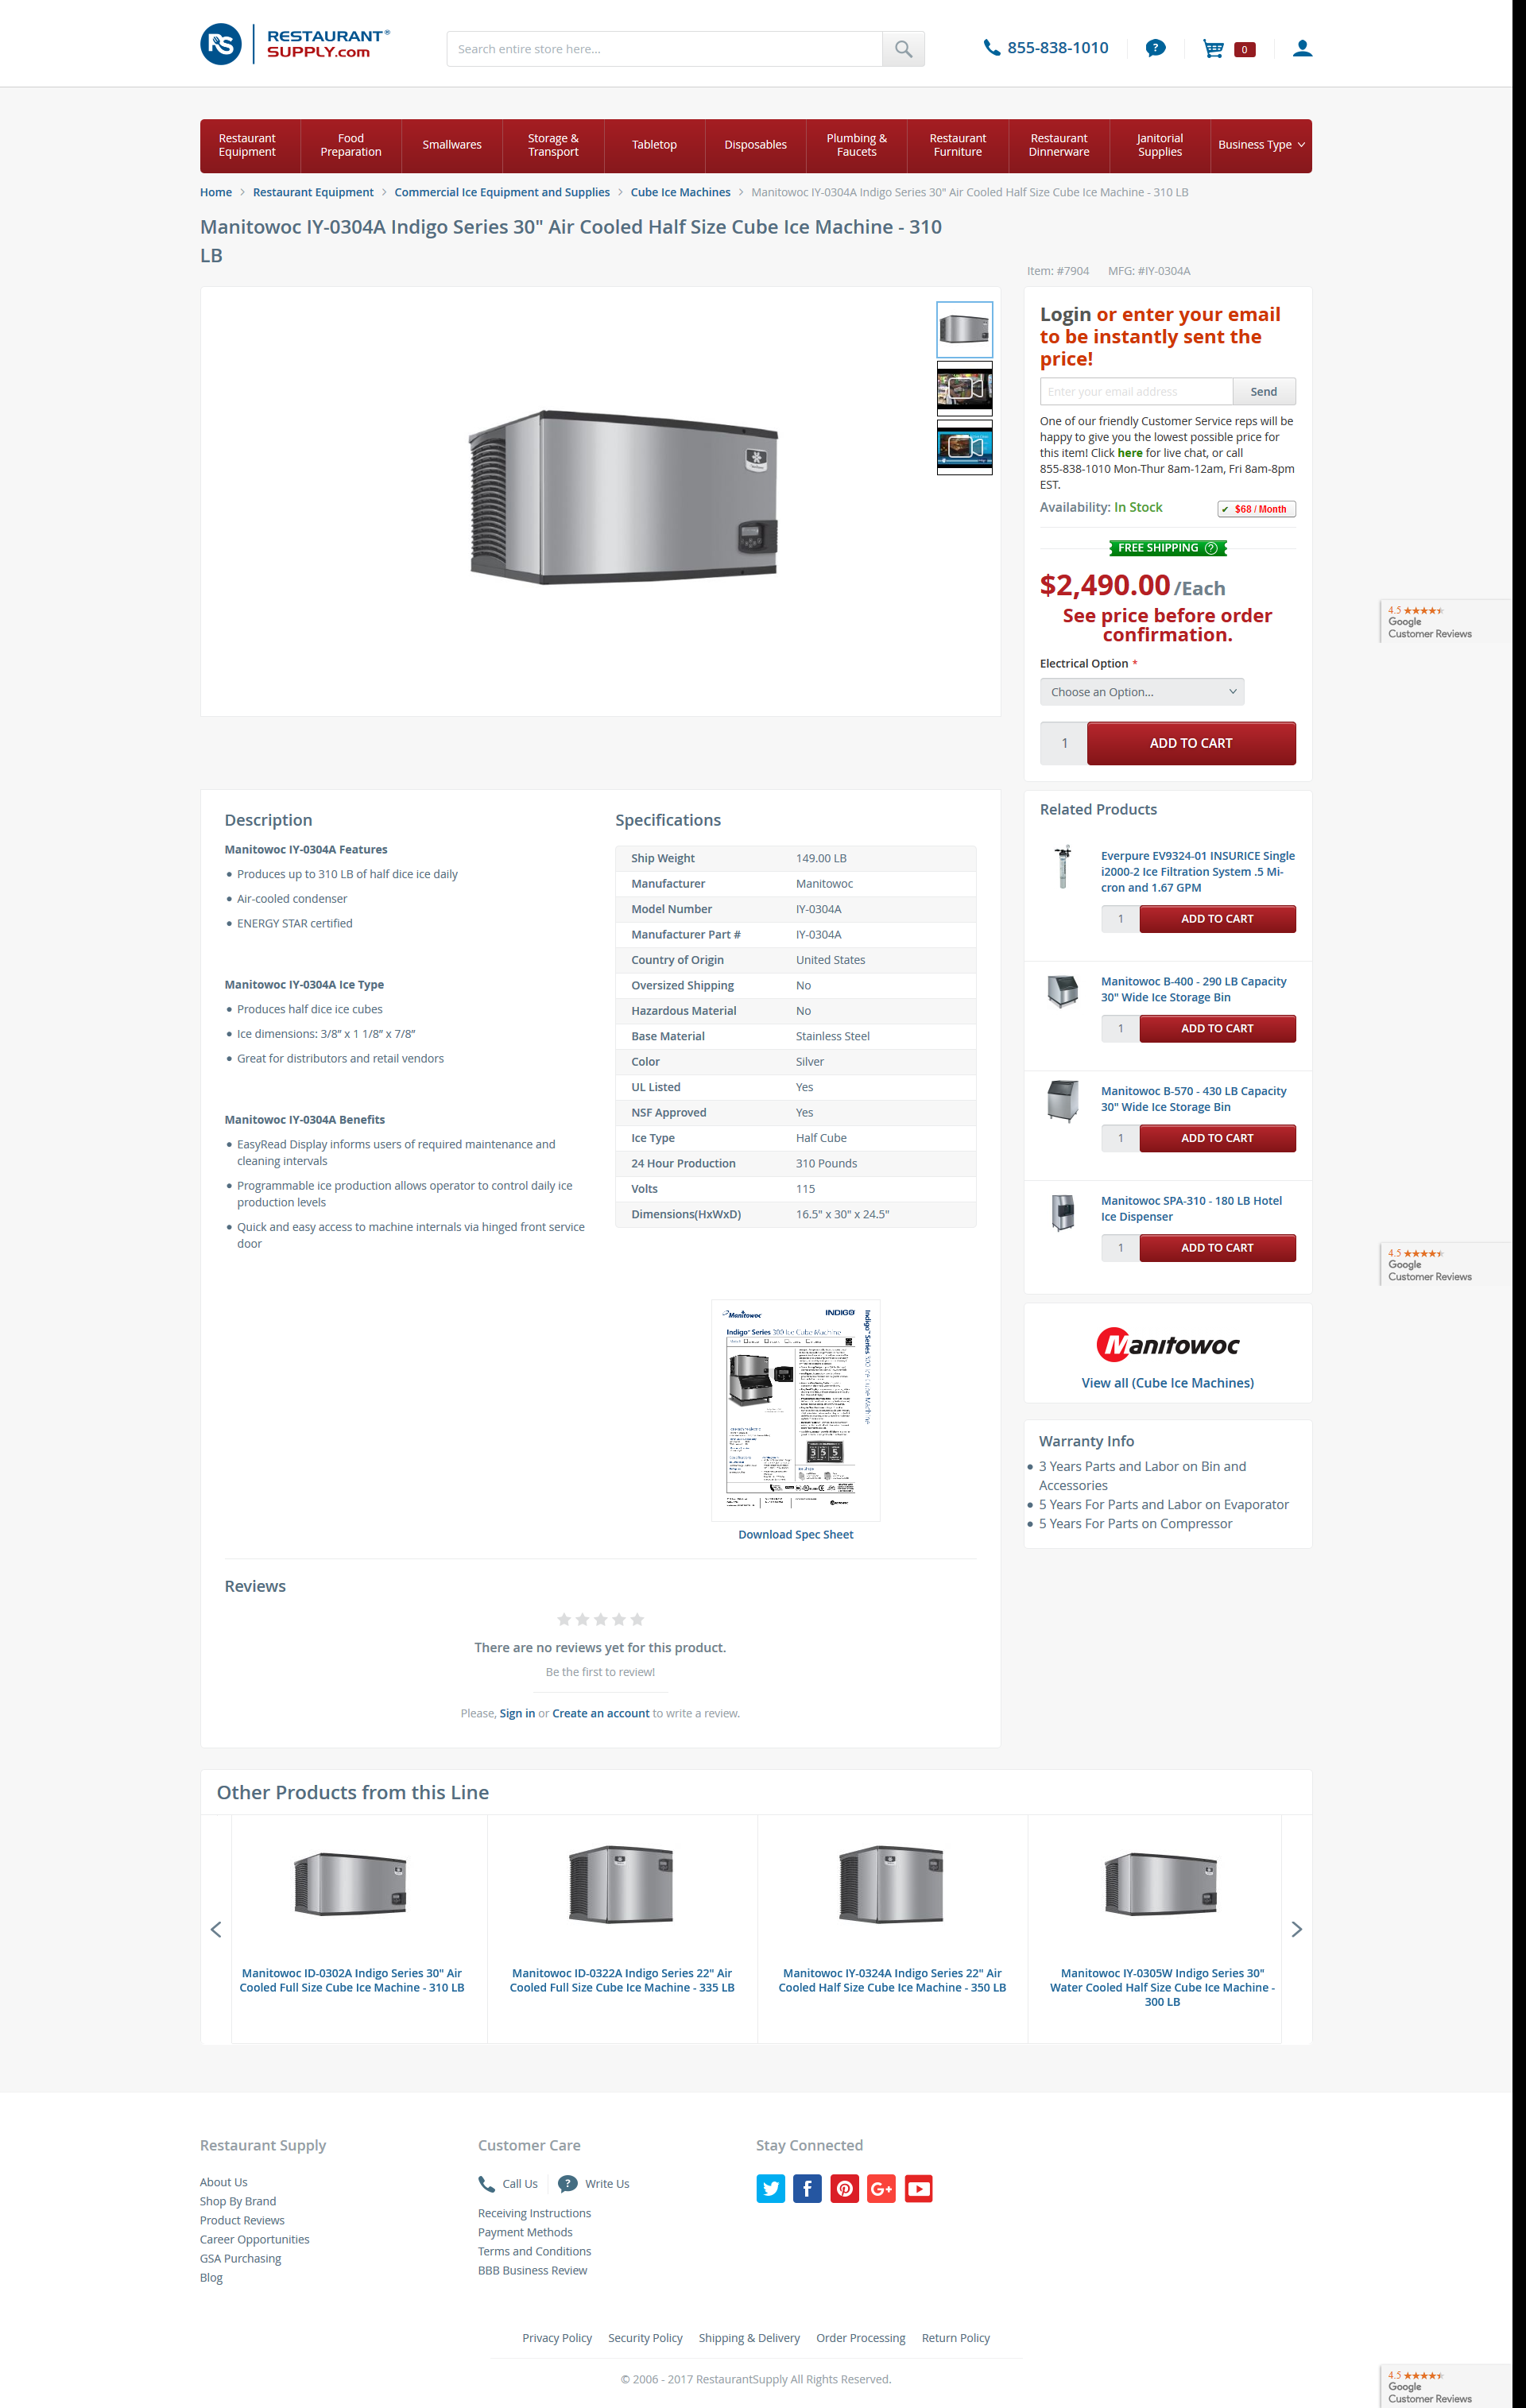 RS
RESTAURANT®
SUPPLY.com
Search entire store here...
855-838-1010
?
0
Restaurant
Equipment
Food
Preparation
Smallwares
Storage &
Transport
Tabletop
Disposables
Plumbing &
Faucets
Restaurant
Furniture
Restaurant
Dinnerware
Janitorial
Supplies
Business Type
Home > Restaurant Equipment > Commercial Ice Equipment and Supplies > Cube Ice Machines > Manitowoc IY-0304A Indigo Series 30" Air Cooled Half Size Cube Ice Machine - 310 LB
Manitowoc IY-0304A Indigo Series 30" Air Cooled Half Size Cube Ice Machine - 310
LB
Item: #7904 MFG: #IY-0304A
Login or enter your email
to be instantly sent the
price!
Enter your email address
Send
One of our friendly Customer Service reps will be
happy to give you the lowest possible price for
this item! Click here for live chat, or call
855-838-1010 Mon-Thur 8am-12am, Fri 8am-8pm
EST.
Availability: In Stock
✔ $68 / Month
FREE SHIPPING ?
$2,490.00 /Each
See price before order
confirmation.
Electrical Option *
Choose an Option...
1
ADD TO CART
4.5 ★★★★
Google
Customer Reviews
Description
Manitowoc IY-0304A Features
• Produces up to 310 LB of half dice ice daily
• Air-cooled condenser
• ENERGY STAR certified
Manitowoc IY-0304A Ice Type
• Produces half dice ice cubes
• Ice dimensions: 3/8” x 1 1/8” x 7/8”
• Great for distributors and retail vendors
Manitowoc IY-0304A Benefits
• EasyRead Display informs users of required maintenance and
cleaning intervals
• Programmable ice production allows operator to control daily ice
production levels
• Quick and easy access to machine internals via hinged front service
door
Specifications
Ship Weight 149.00 LB
Manufacturer Manitowoc
Model Number IY-0304A
Manufacturer Part # IY-0304A
Country of Origin United States
Oversized Shipping No
Hazardous Material No
Base Material Stainless Steel
Color Silver
UL Listed Yes
NSF Approved Yes
Ice Type Half Cube
24 Hour Production 310 Pounds
Volts 115
Dimensions(HxWxD) 16.5" x 30" x 24.5"
Manitowoc
INDIGO
Indigo™ Series 300 Ice Cube Machine
Indigo™ Series 300 Ice Cube Machine
Download Spec Sheet
Related Products
Everpure EV9324-01 INSURICE Single
i2000-2 Ice Filtration System .5 Mi-
cron and 1.67 GPM
1
ADD TO CART
Manitowoc B-400 - 290 LB Capacity
30" Wide Ice Storage Bin
1
ADD TO CART
Manitowoc B-570 - 430 LB Capacity
30" Wide Ice Storage Bin
1
ADD TO CART
Manitowoc SPA-310 - 180 LB Hotel
Ice Dispenser
1
ADD TO CART
4.5 ★★★★
Google
Customer Reviews
Manitowoc
View all (Cube Ice Machines)
Warranty Info
• 3 Years Parts and Labor on Bin and
Accessories
• 5 Years For Parts and Labor on Evaporator
• 5 Years For Parts on Compressor
Reviews
There are no reviews yet for this product.
Be the first to review!
Please, Sign in or Create an account to write a review.
Other Products from this Line
Manitowoc ID-0302A Indigo Series 30" Air
Cooled Full Size Cube Ice Machine - 310 LB
Manitowoc ID-0322A Indigo Series 22" Air
Cooled Full Size Cube Ice Machine - 335 LB
Manitowoc IY-0324A Indigo Series 22" Air
Cooled Half Size Cube Ice Machine - 350 LB
Manitowoc IY-0305W Indigo Series 30"
Water Cooled Half Size Cube Ice Machine -
300 LB
Restaurant Supply
About Us
Shop By Brand
Product Reviews
Career Opportunities
GSA Purchasing
Blog
Customer Care
Call Us
? Write Us
Receiving Instructions
Payment Methods
Terms and Conditions
BBB Business Review
Stay Connected
f
G+
Privacy Policy Security Policy Shipping & Delivery Order Processing Return Policy
© 2006 - 2017 RestaurantSupply All Rights Reserved.
4.5 ★★★★
Google
Customer Reviews